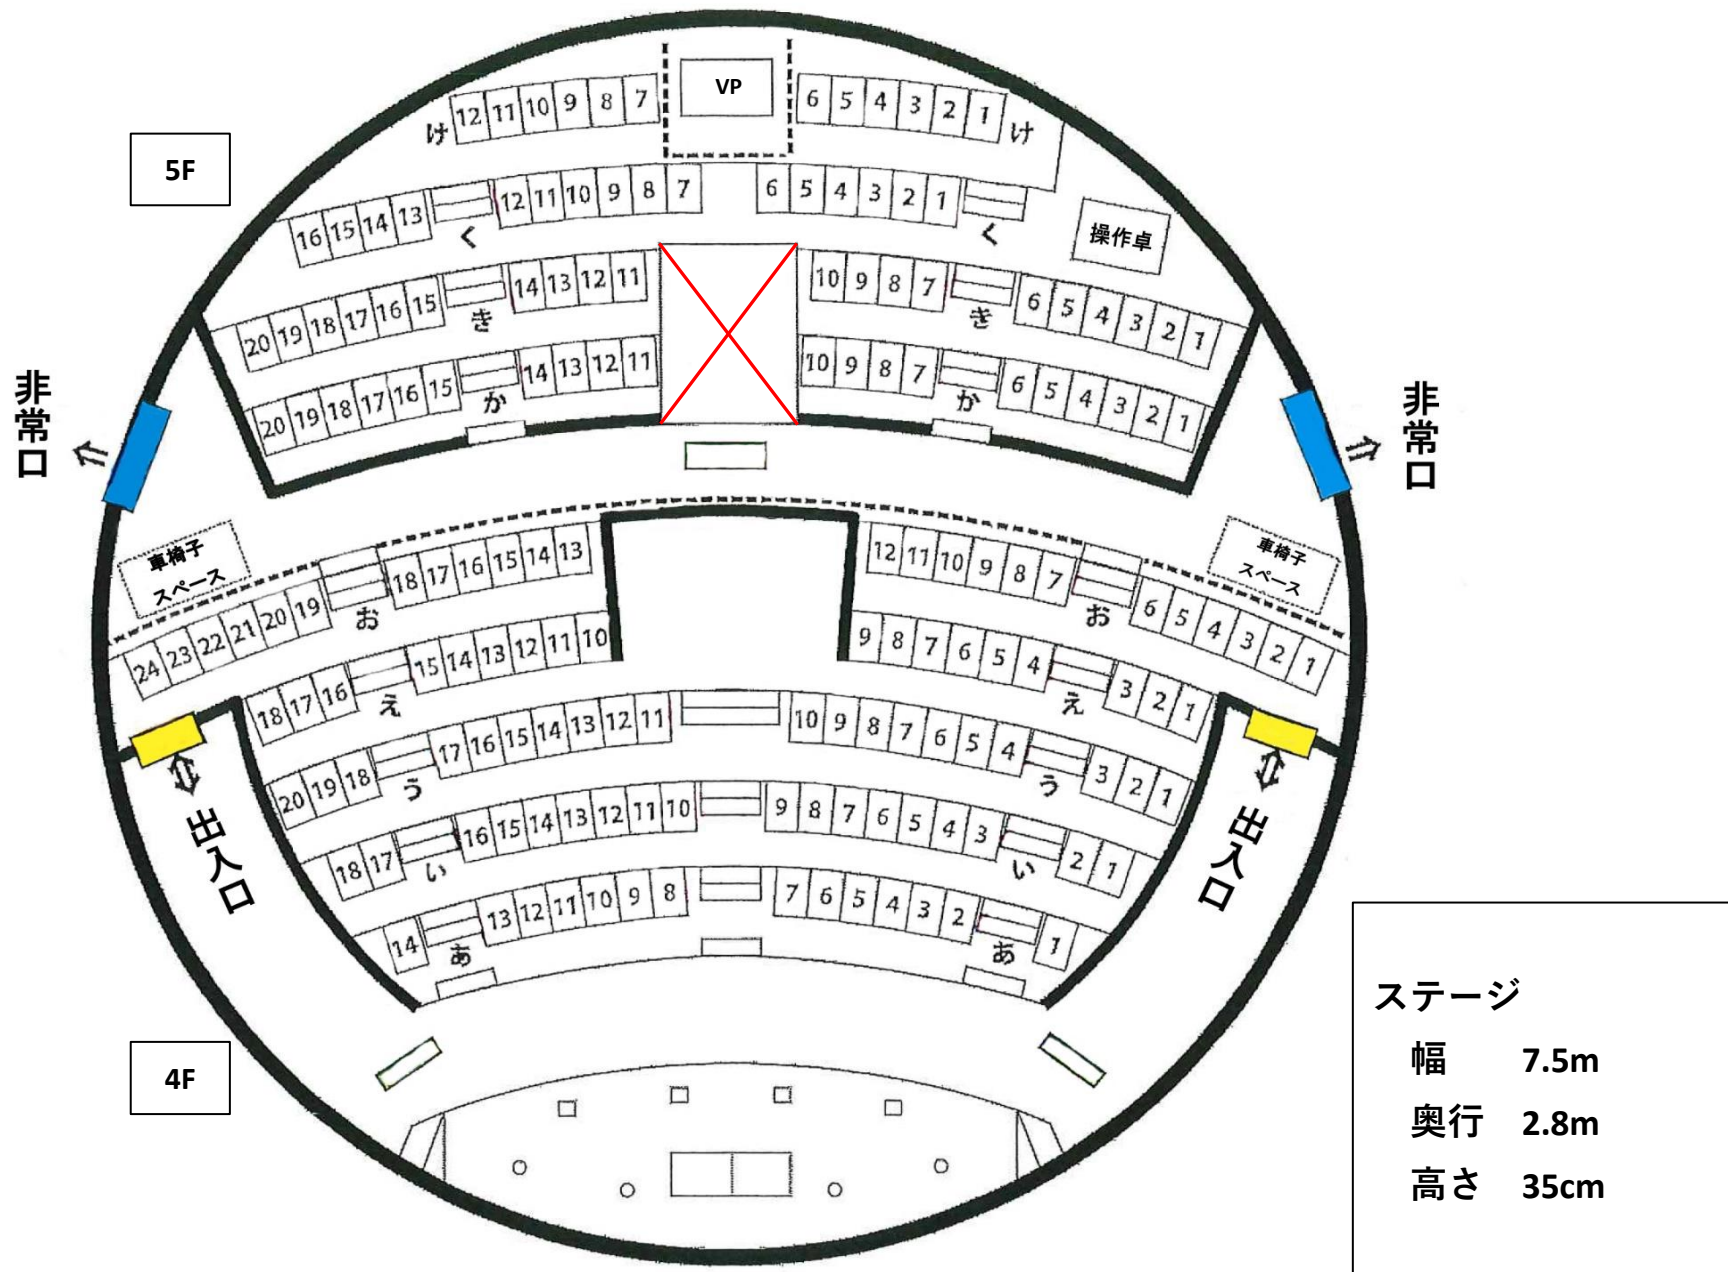 VP
12 11 10 9 8 7
6 5 4 3 2 1
け
け
5F
16 15 14 13
12 11 10 9 8 7
6 5 4 3 2 1
く
く
操作卓
20 19 18 17 16 15
14 13 12 11
10 9 8 7
6 5 4 3 2 1
き
き
20 19 18 17 16 15
14 13 12 11
10 9 8 7
6 5 4 3 2 1
か
か
非常口
⇐
⇒
非常口
車椅子
スペース
車椅子
スペース
24 23 22 21 20 19
18 17 16 15 14 13
12 11 10 9 8 7
6 5 4 3 2 1
お
お
18 17 16
15 14 13 12 11 10
9 8 7 6 5 4
3 2 1
え
え
20 19 18
17 16 15 14 13 12 11
10 9 8 7 6 5 4
3 2 1
う
う
出入口
出入口
18 17
16 15 14 13 12 11 10
9 8 7 6 5 4 3
2 1
い
い
14
13 12 11 10 9 8
7 6 5 4 3 2
1
あ
あ
4F
ステージ
幅 7.5m
奥行 2.8m
高さ 35cm